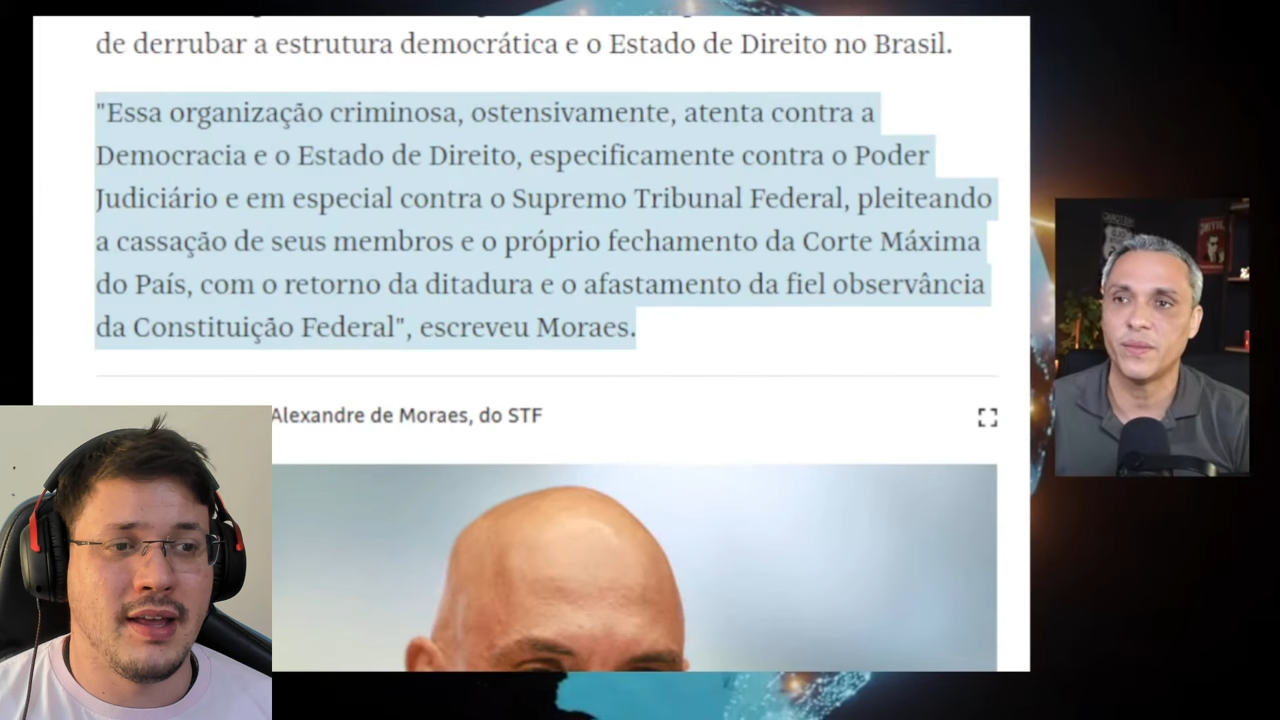 de derrubar a estrutura democrática e o Estado de Direito no Brasil.
"Essa organização criminosa, ostensivamente, atenta contra a
Democracia e o Estado de Direito, especificamente contra o Poder
Judiciário e em especial contra o Supremo Tribunal Federal, pleiteando
a cassação de seus membros e o próprio fechamento da Corte Máxima
do País, com o retorno da ditadura e o afastamento da fiel observância
da Constituição Federal", escreveu Moraes.
Alexandre de Moraes, do STF